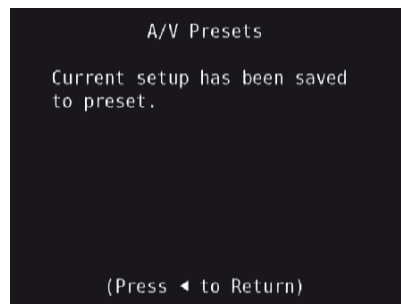 A/V Presets
Current setup has been saved
to preset.
(Press ◄ to Return)